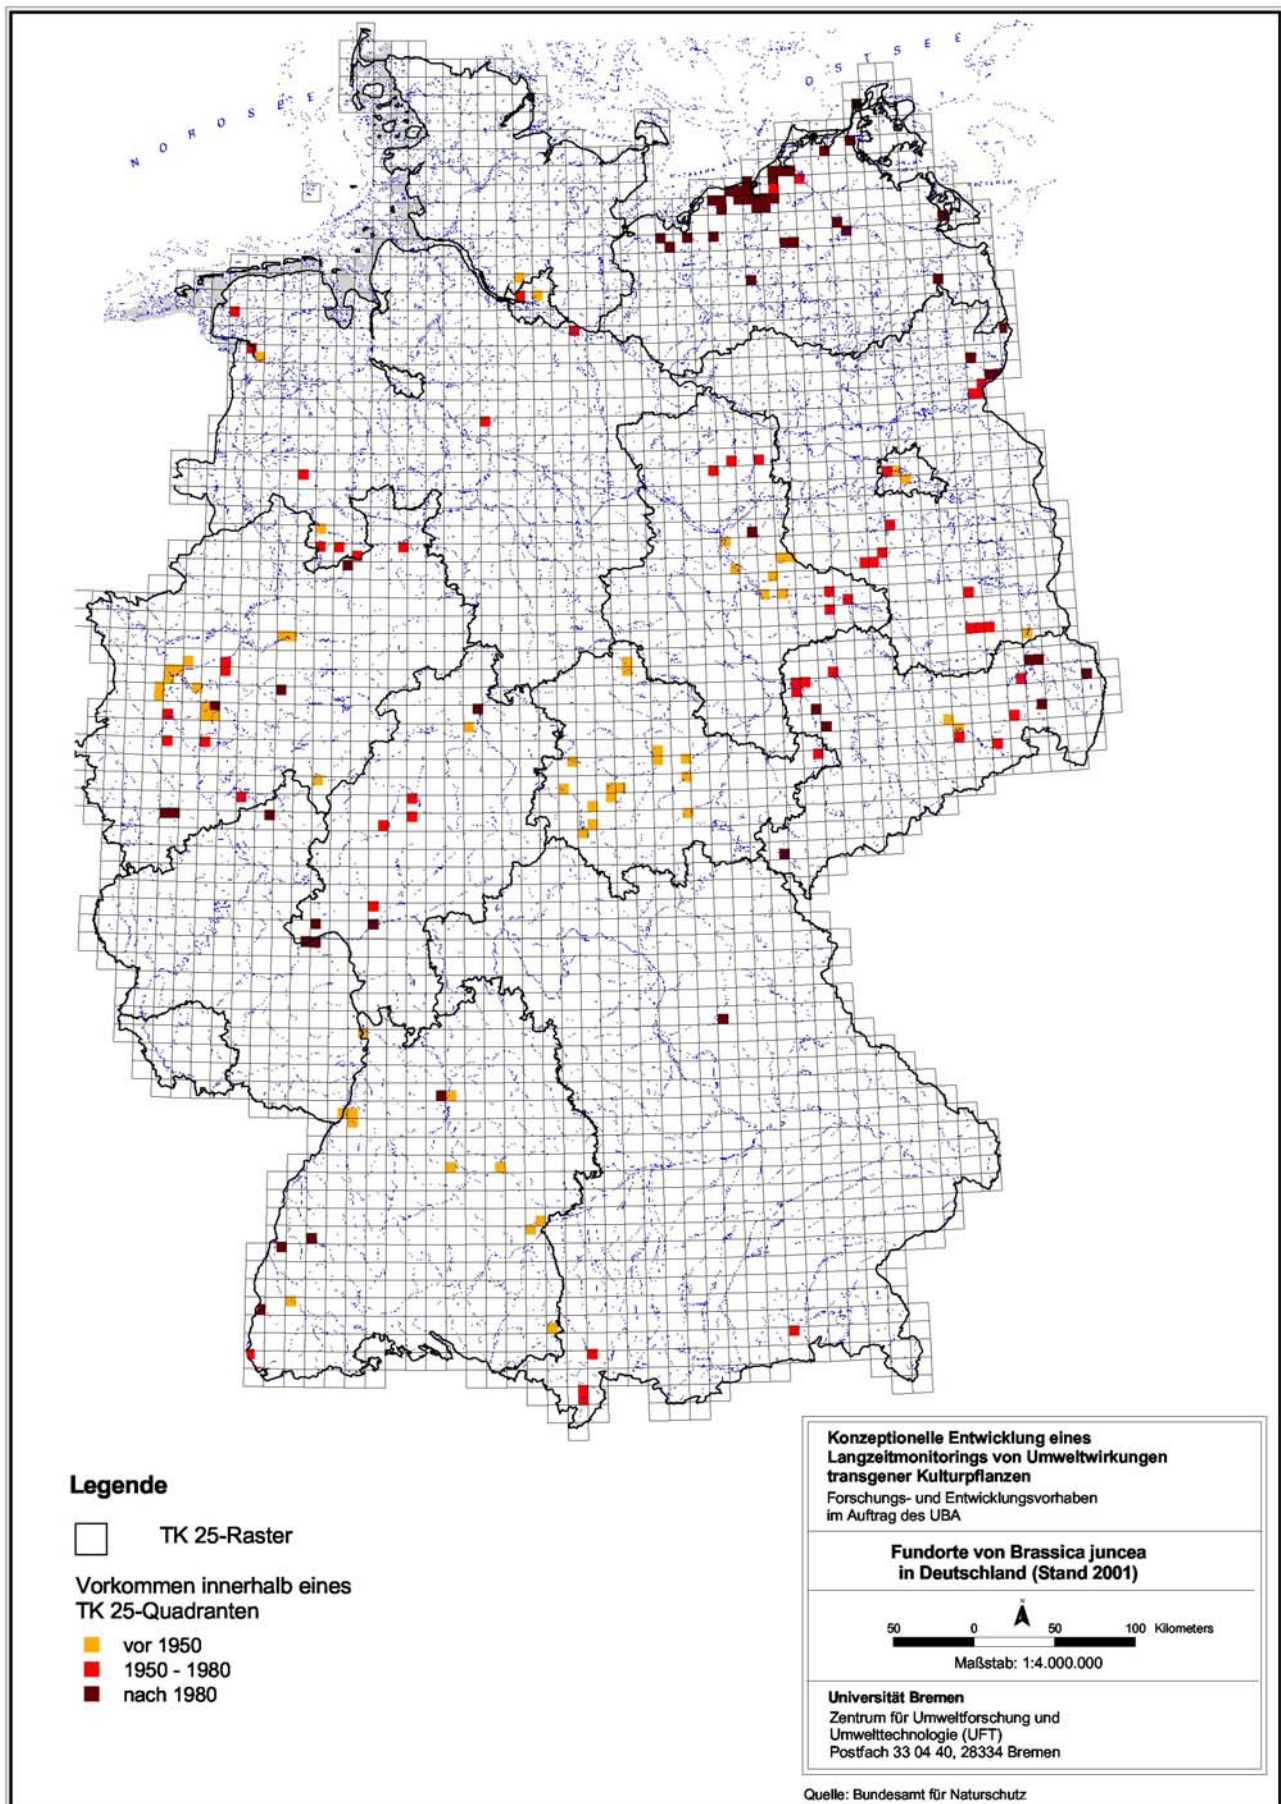 NORDSEE
OSTSEE
Legende
TK 25-Raster
Vorkommen innerhalb eines
TK 25-Quadranten
vor 1950
1950 - 1980
nach 1980
Konzeptionelle Entwicklung eines
Langzeitmonitorings von Umweltwirkungen
transgener Kulturpflanzen
Forschungs- und Entwicklungsvorhaben
im Auftrag des UBA
Fundorte von Brassica juncea
in Deutschland (Stand 2001)
N
50 0 50 100 Kilometers
Maßstab: 1:4.000.000
Universität Bremen
Zentrum für Umweltforschung und
Umwelttechnologie (UFT)
Postfach 33 04 40, 28334 Bremen
Quelle: Bundesamt für Naturschutz